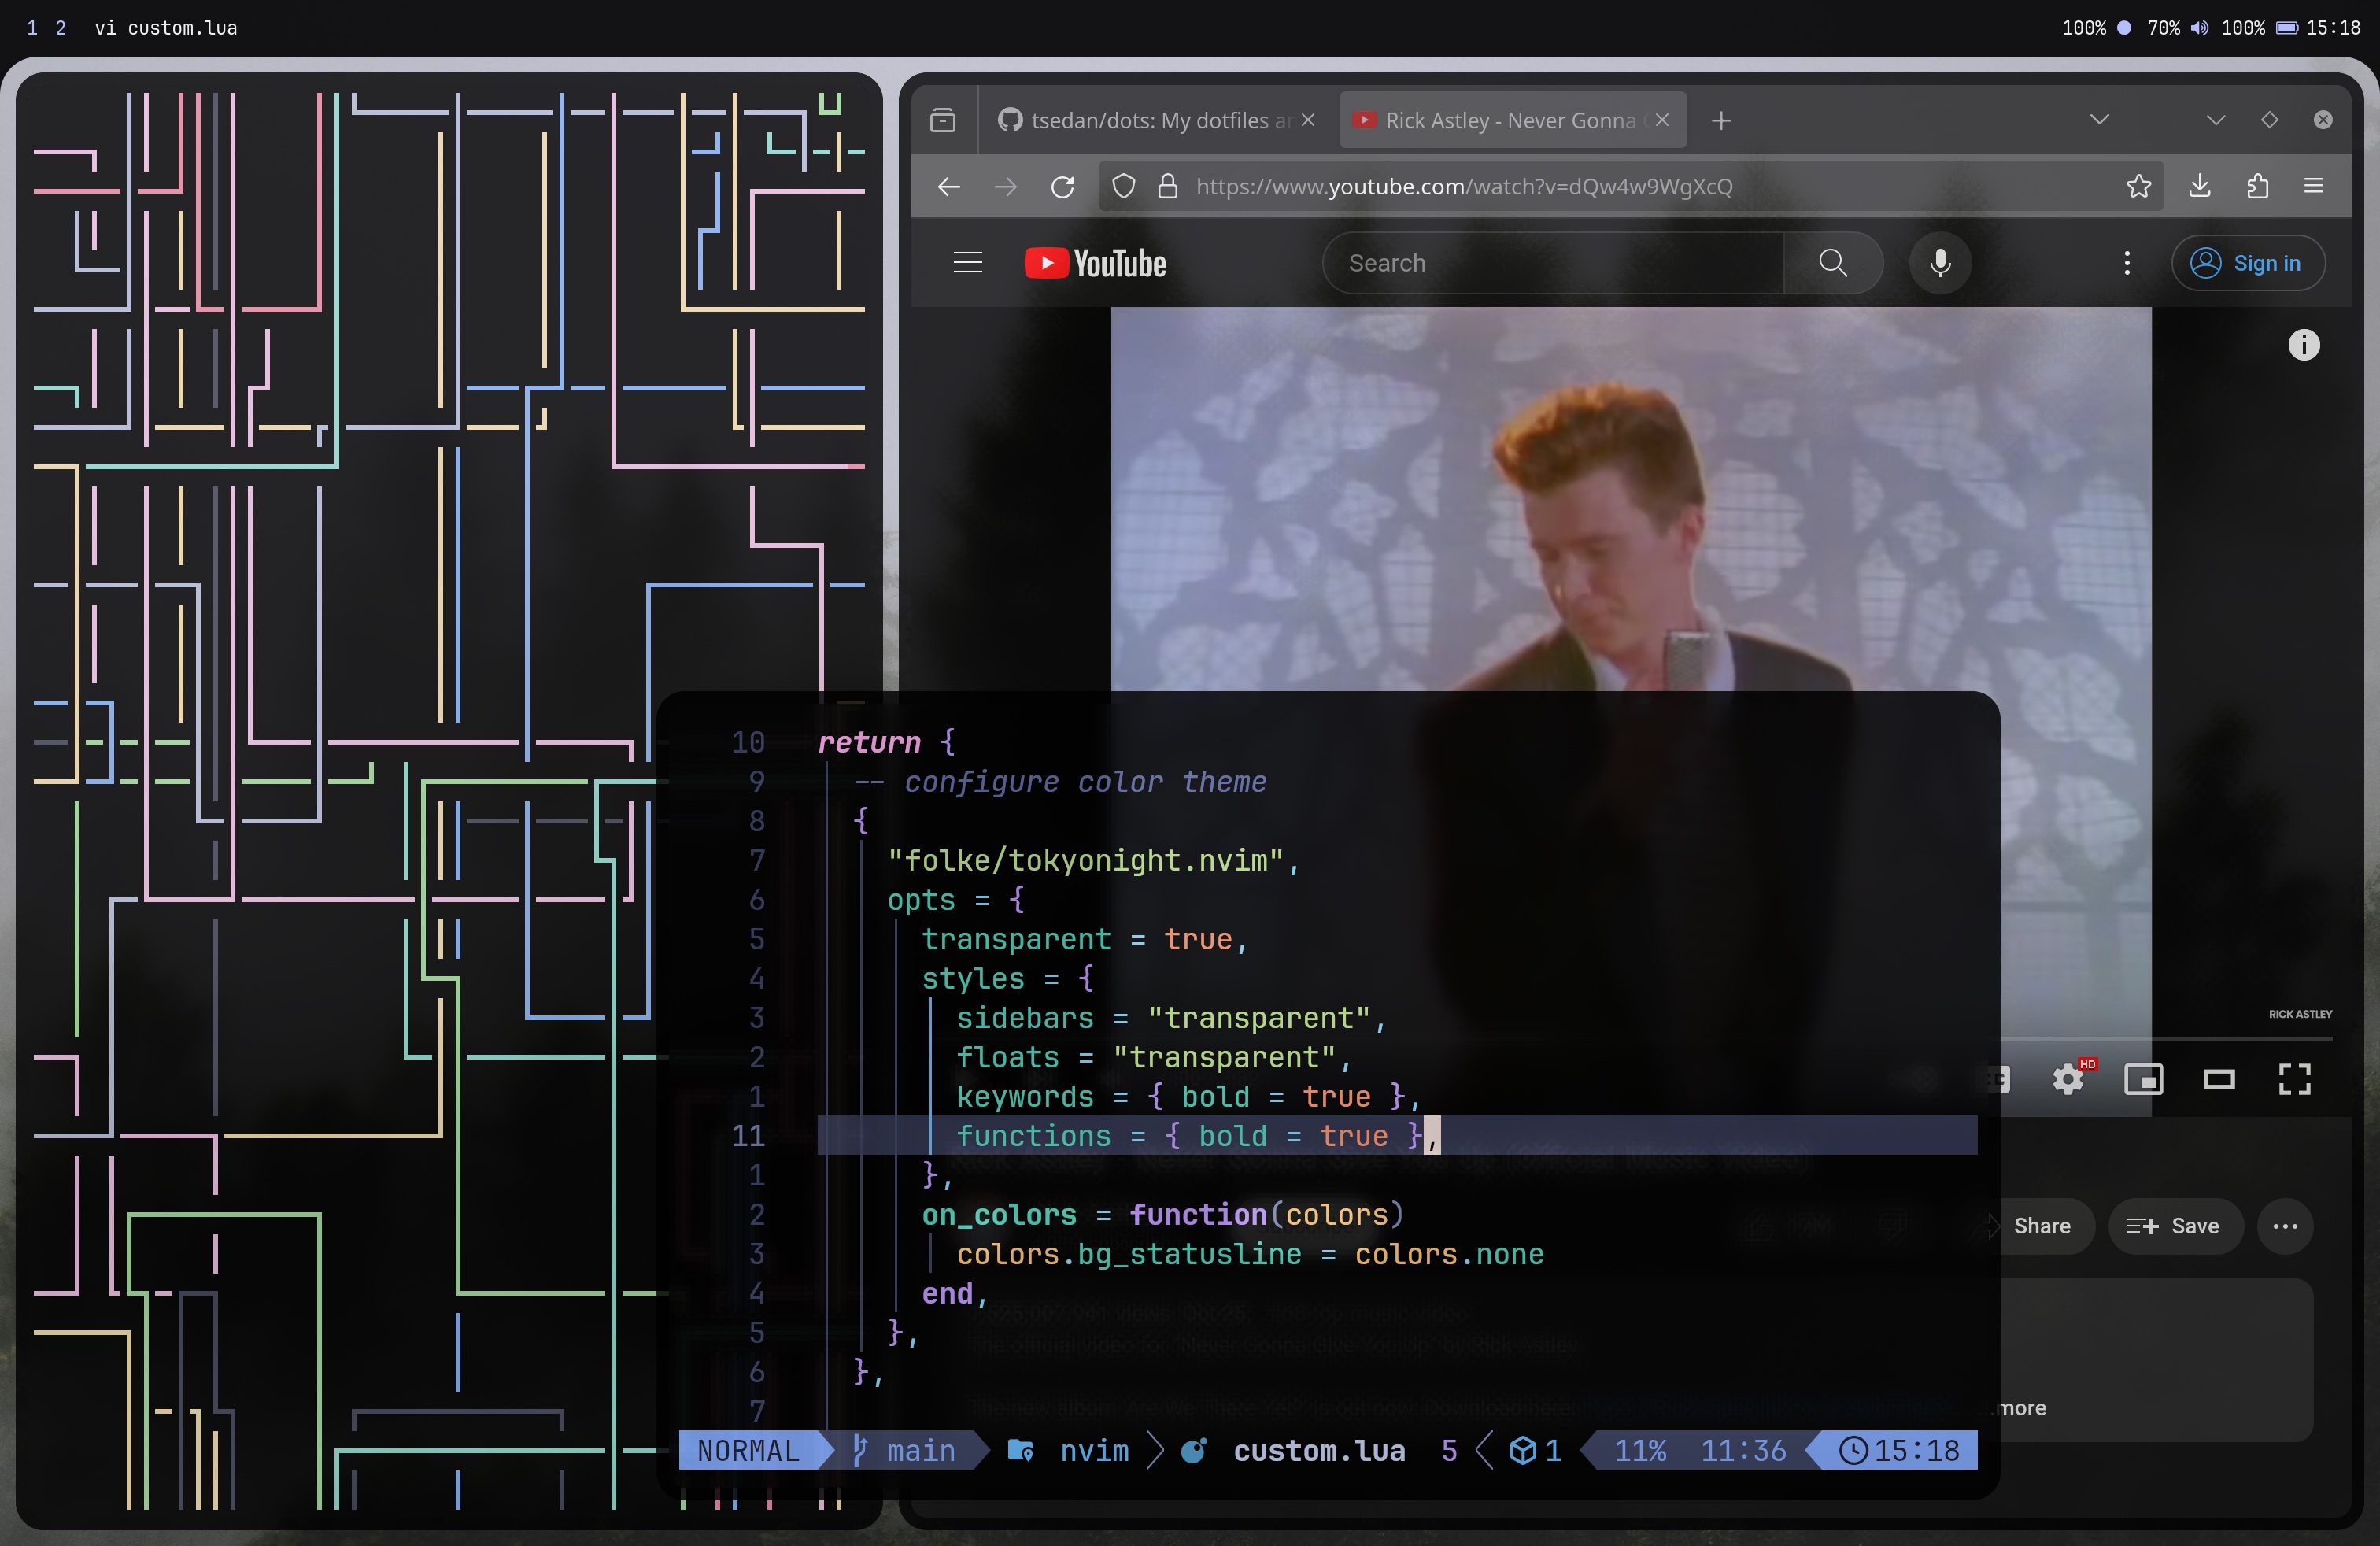 1 2 vi custom.lua 100% 70% 100% 15:18
tsedan/dots: My dotfiles ar
Rick Astley - Never Gonna G
https://www.youtube.com/watch?v=dQw4w9WgXcQ
YouTube
Search
Sign in
RICK ASTLEY
HD
10 return {
9 -- configure color theme
8 {
7 "folke/tokyonight.nvim",
6 opts = {
5 transparent = true,
4 styles = {
3 sidebars = "transparent",
2 floats = "transparent",
1 keywords = { bold = true },
11 functions = { bold = true },
1 },
2 on_colors = function(colors)
3 colors.bg_statusline = colors.none
4 end,
5 },
6 },
7
NORMAL main nvim custom.lua 5 1 11% 11:36 15:18
Share
Save
...more